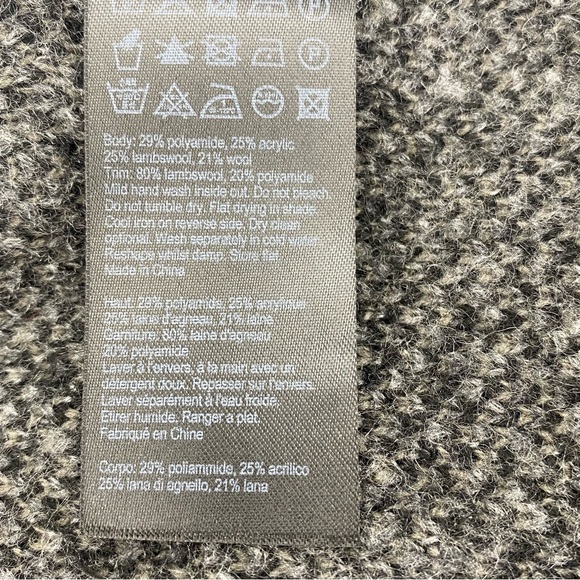 Body: 29% polyamide, 25% acrylic
25% lambswool, 21% wool
Trim: 80% lambswool, 20% polyamide
Mild hand wash inside out. Do not bleach
Do not tumble dry. Flat drying in shade
Cool iron on reverse side. Dry clean
optional. Wash separately in cold water
Reshape whilst damp. Store flat
Made in China
Haut: 29% polyamide, 25% acrylique
25% laine d'agneau, 21% laine
Garniture: 80% laine d'agneau
20% polyamide
Laver à l'envers, à la main avec un
détergent doux. Repasser sur l'envers.
Laver séparément à l'eau froide.
Etirer humide. Ranger a plat.
Fabriqué en Chine
Corpo: 29% poliammide, 25% acrilico
25% lana di agnello, 21% lana